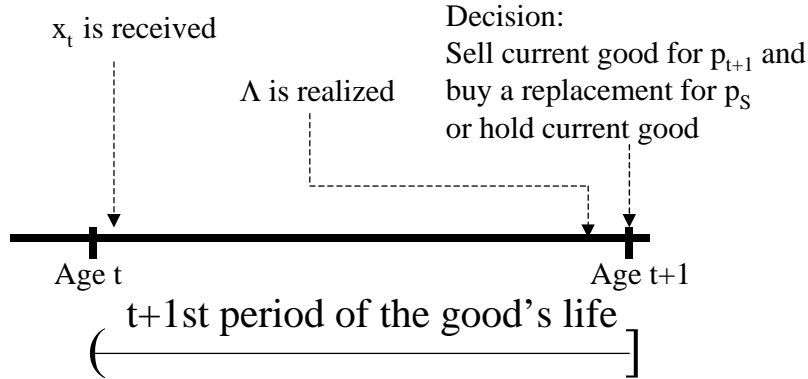 x_t is received
Λ is realized
Decision:
Sell current good for p_{t+1} and
buy a replacement for p_S
or hold current good
Age t
Age t+1
t+1st period of the good's life